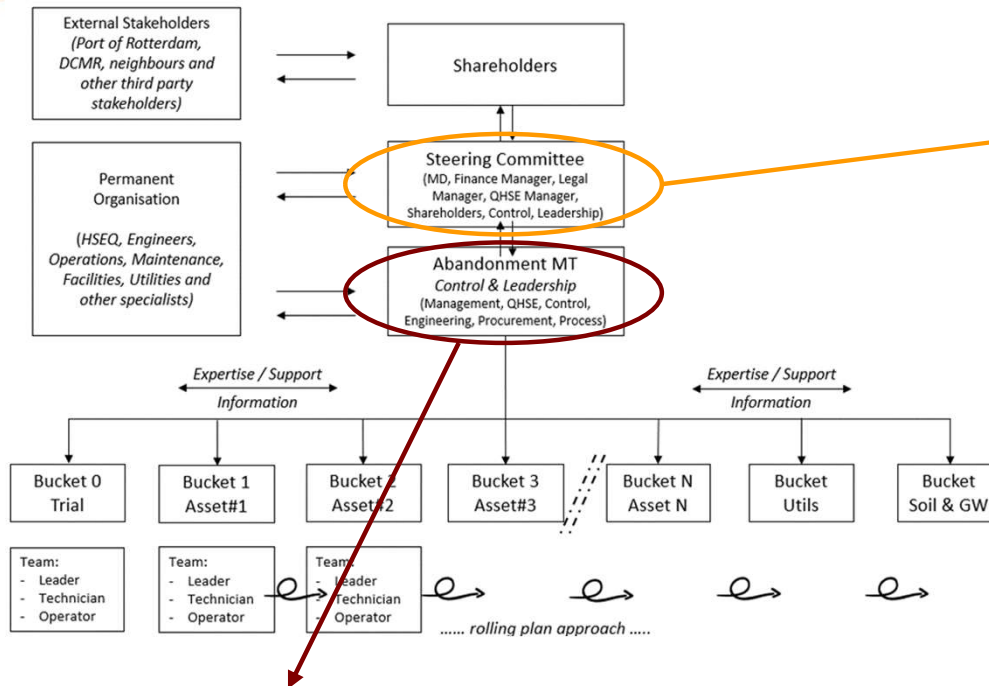 External Stakeholders
(Port of Rotterdam,
DCMR, neighbours and
other third party
stakeholders)
Shareholders
Permanent
Organisation
(HSEQ, Engineers,
Operations, Maintenance,
Facilities, Utilities and
other specialists)
Steering Committee
(MD, Finance Manager, Legal
Manager, QHSE Manager,
Shareholders, Control, Leadership)
Abandonment MT
Control & Leadership
(Management, QHSE, Control,
Engineering, Procurement, Process)
Expertise / Support
Information
Expertise / Support
Information
Bucket 0
Trial
Bucket 1
Asset#1
Bucket 2
Asset#2
Bucket 3
Asset#3
Bucket N
Asset N
Bucket
Utils
Bucket
Soil & GW
Team:
- Leader
- Technician
- Operator
Team:
- Leader
- Technician
- Operator
Team:
- Leader
- Technician
- Operator
...... rolling plan approach .....